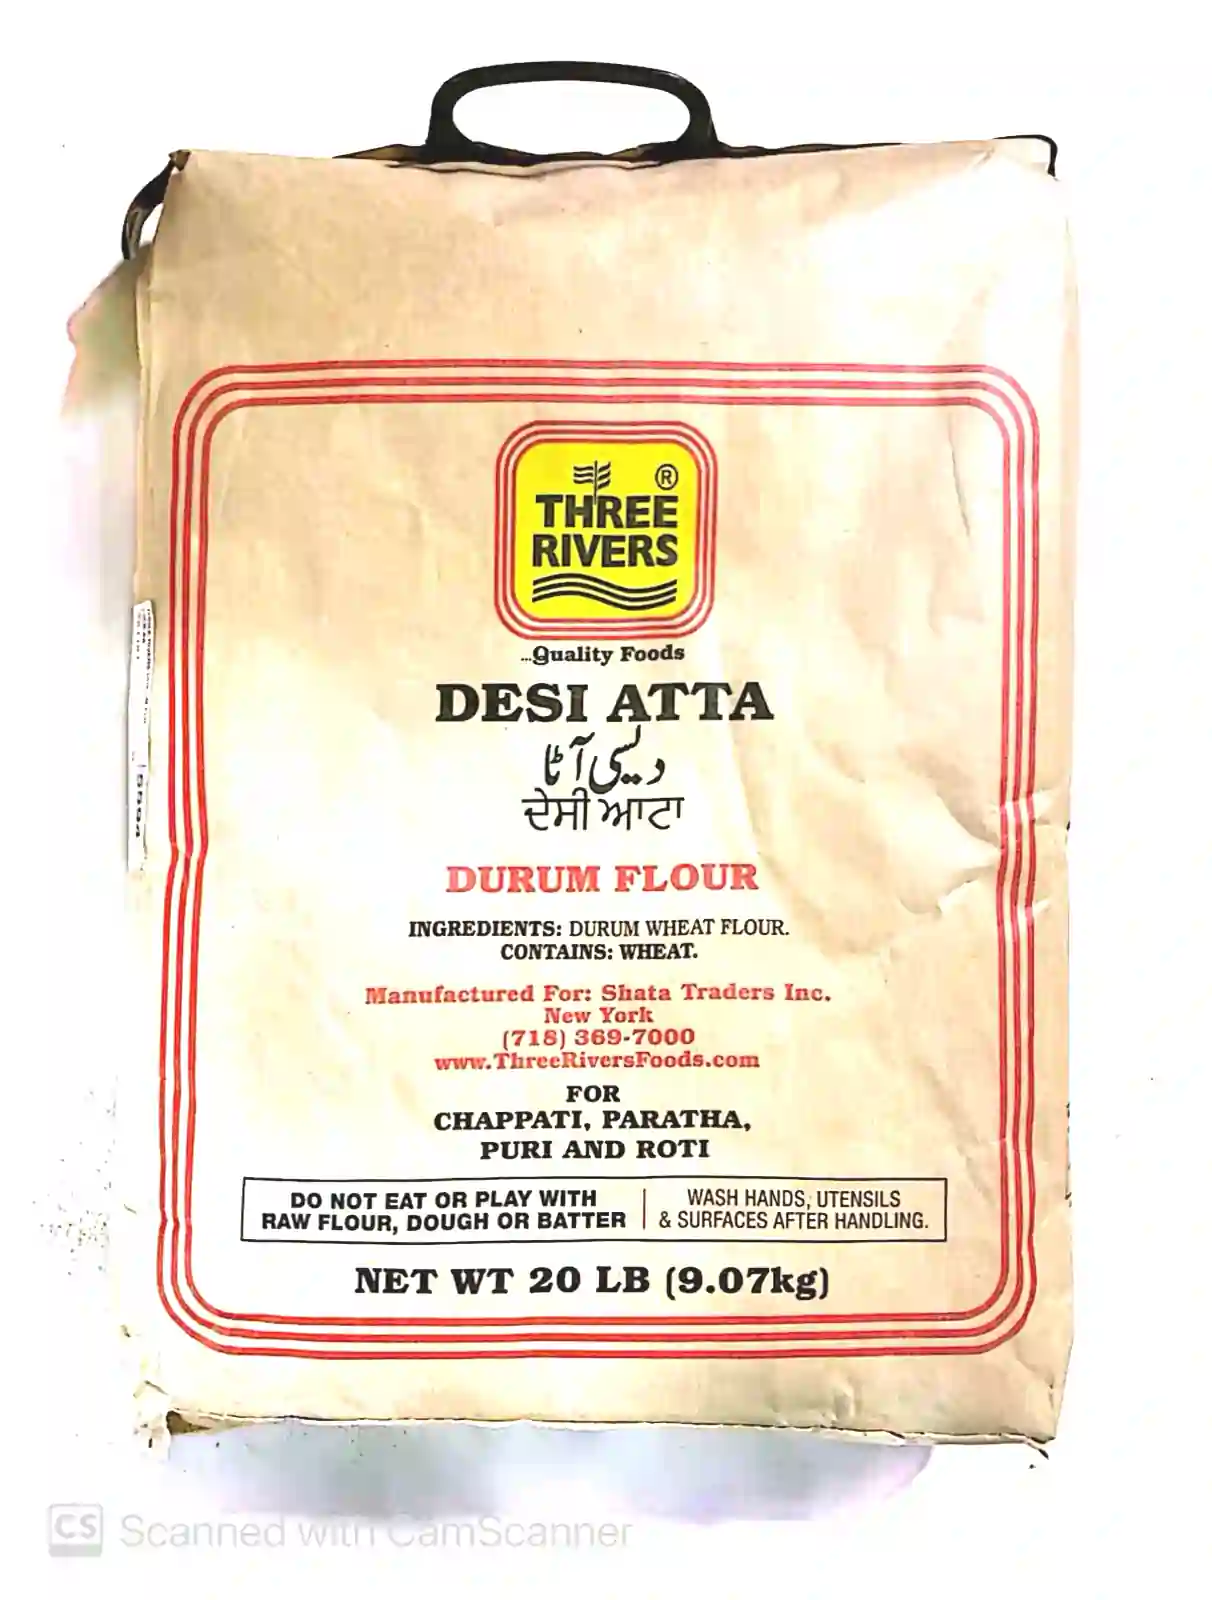 ®
THREE
RIVERS
...Quality Foods
DESI ATTA
دیسی آٹا
ਦੇਸੀ ਆਟਾ
DURUM FLOUR
INGREDIENTS: DURUM WHEAT FLOUR.
CONTAINS: WHEAT.
Manufactured For: Shata Traders Inc.
New York
(718) 369-7000
www.ThreeRiversFoods.com
FOR
CHAPPATI, PARATHA,
PURI AND ROTI
DO NOT EAT OR PLAY WITH
RAW FLOUR, DOUGH OR BATTER
WASH HANDS, UTENSILS
& SURFACES AFTER HANDLING.
NET WT 20 LB (9.07kg)
CS Scanned with CamScanner